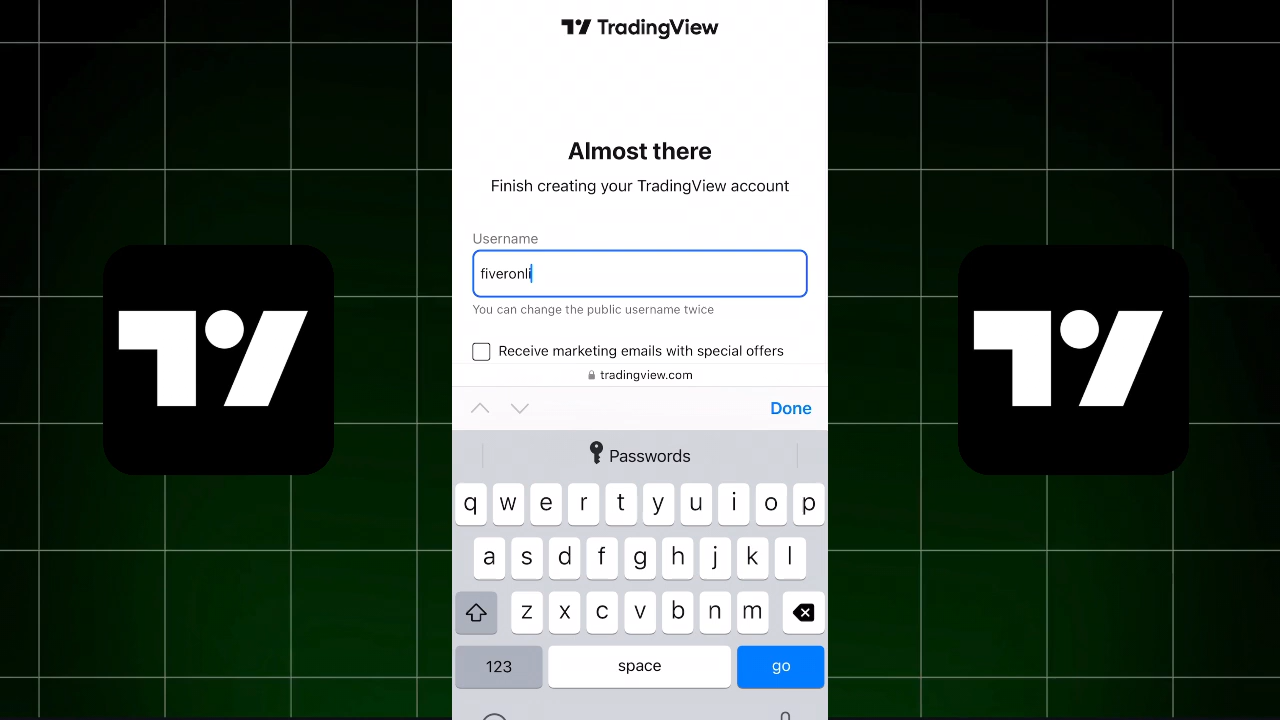 TradingView
Almost there
Finish creating your TradingView account
Username
fiveronli
You can change the public username twice
Receive marketing emails with special offers
tradingview.com
Done
Passwords
q w e r t y u i o p
a s d f g h j k l
z x c v b n m
123 space go